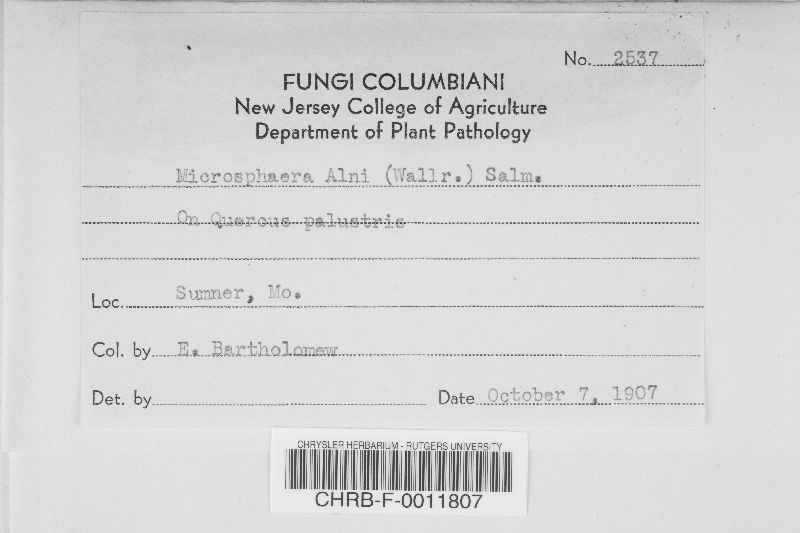 No. 2537
FUNGI COLUMBIANI
New Jersey College of Agriculture
Department of Plant Pathology
Microsphaera Alni (Wallr.) Salm.
On Quercus palustris
Loc. Sumner, Mo.
Col. by E. Bartholomew
Det. by
Date October 7, 1907
CHRYSLER HERBARIUM - RUTGERS UNIVERSITY
CHRB-F-0011807